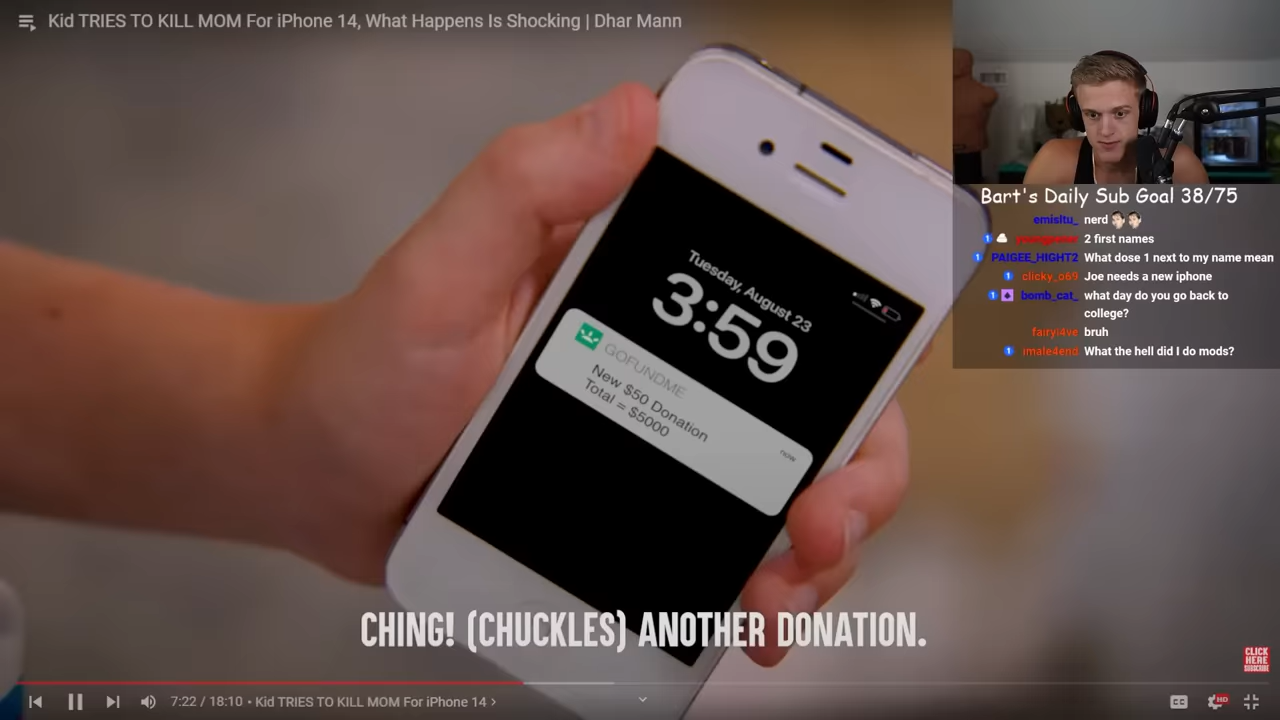 Kid TRIES TO KILL MOM For iPhone 14, What Happens Is Shocking | Dhar Mann
Tuesday, August 23
3:59
GOFUNDME
New $50 Donation
Total = $5000
now
Bart's Daily Sub Goal 38/75
emisltu_ nerd
2 first names
PAIGEE_HIGHT2 What dose 1 next to my name mean
clicky_o69 Joe needs a new iphone
bomb_cat_ what day do you go back to
college?
fairyi4ve bruh
imale4end What the hell did I do mods?
CHING! (CHUCKLES) ANOTHER DONATION.
CLICK
HERE
SUBSCRIBE
7:22 / 18:10 • Kid TRIES TO KILL MOM For iPhone 14 >
CC
HD